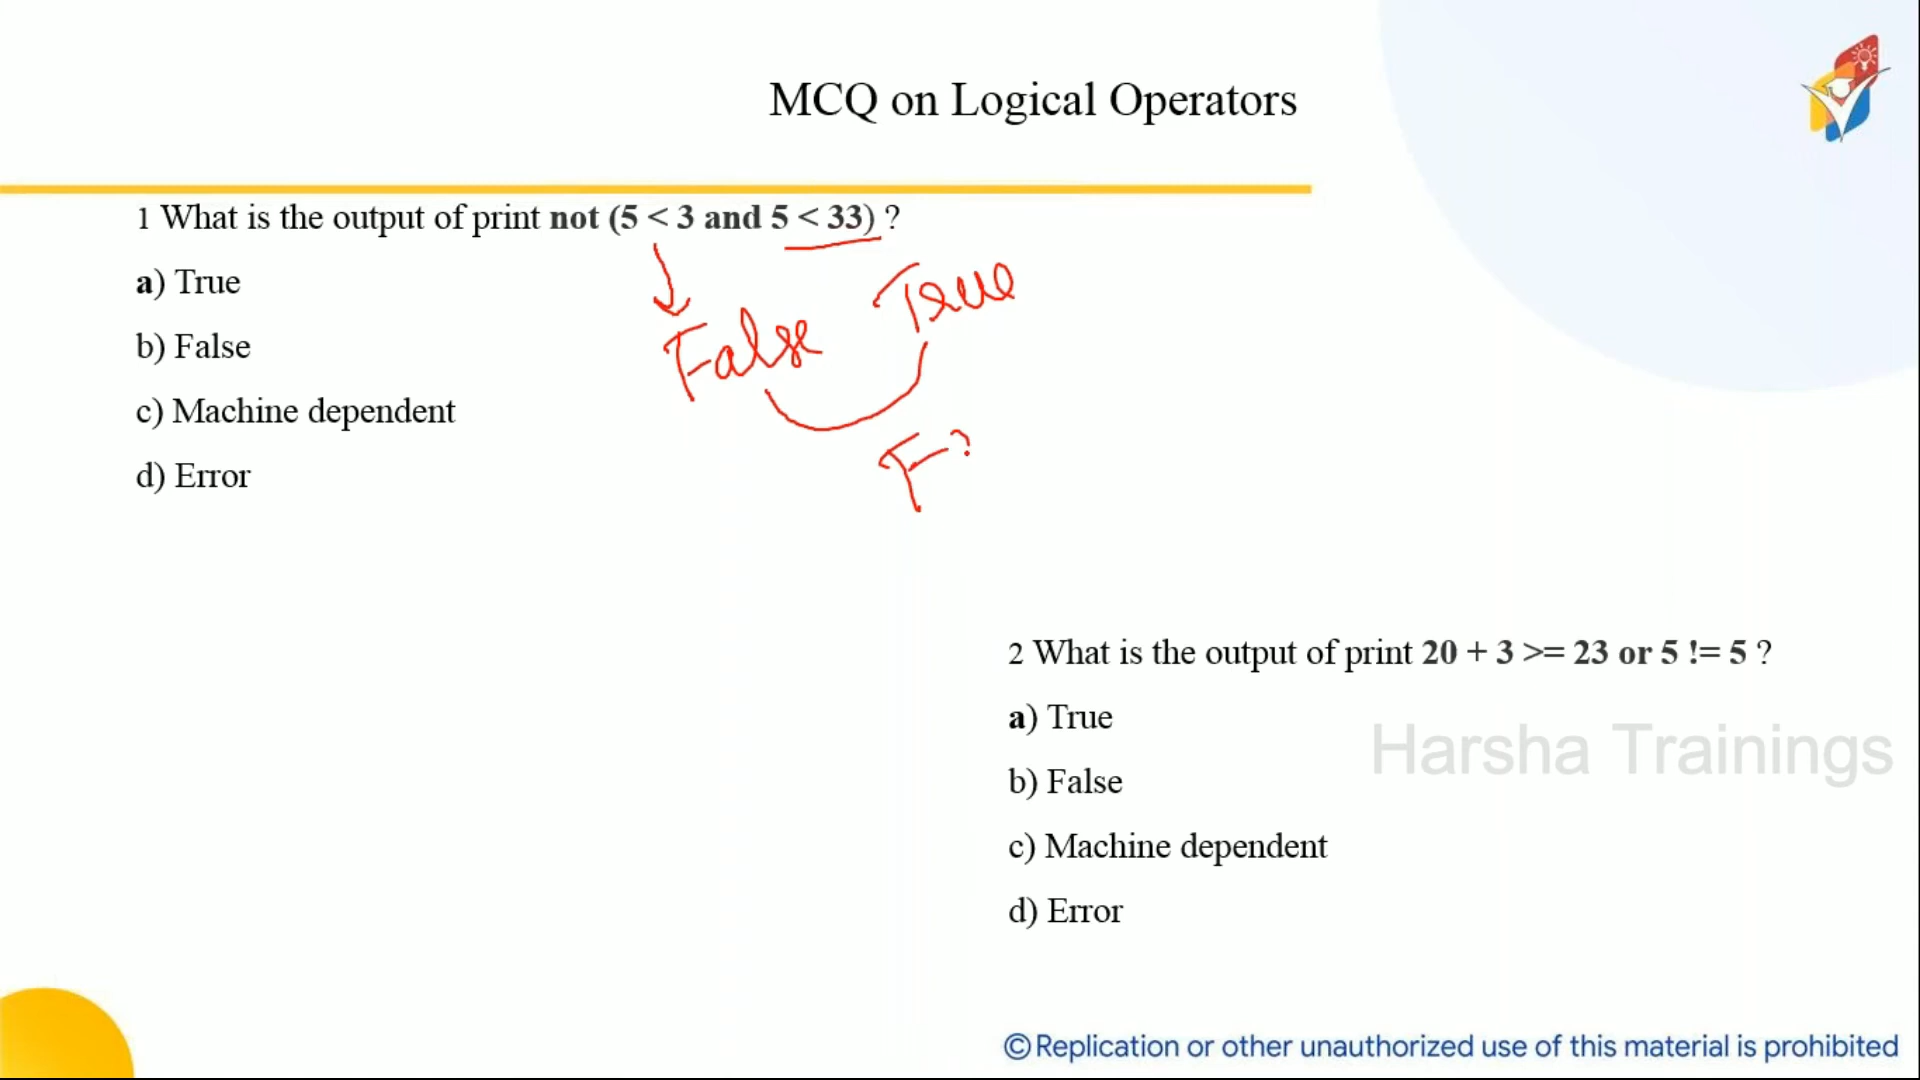 MCQ on Logical Operators
1 What is the output of print not (5 < 3 and 5 < 33) ?
a) True
b) False
c) Machine dependent
d) Error
False True
F
2 What is the output of print 20 + 3 >= 23 or 5 != 5 ?
a) True
b) False
c) Machine dependent
d) Error
Harsha Trainings
©Replication or other unauthorized use of this material is prohibited